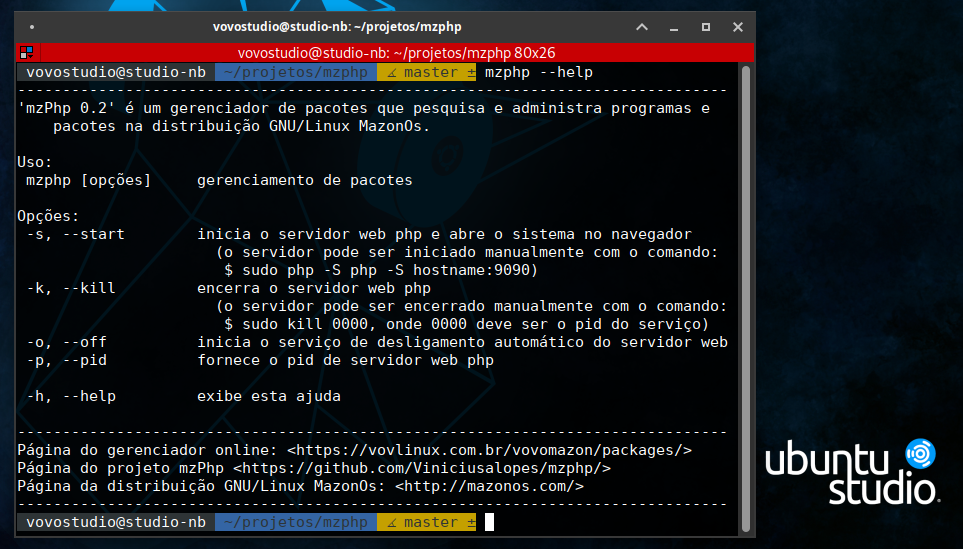 vovostudio@studio-nb: ~/projetos/mzphp
vovostudio@studio-nb: ~/projetos/mzphp 80x26
vovostudio@studio-nb ~/projetos/mzphp ∡ master ± mzphp --help
-------------------------------------------------------------------------------
'mzPhp 0.2' é um gerenciador de pacotes que pesquisa e administra programas e
pacotes na distribuição GNU/Linux MazonOs.
Uso:
mzphp [opções] gerenciamento de pacotes
Opções:
-s, --start inicia o servidor web php e abre o sistema no navegador
(o servidor pode ser iniciado manualmente com o comando:
$ sudo php -S php -S hostname:9090)
-k, --kill encerra o servidor web php
(o servidor pode ser encerrado manualmente com o comando:
$ sudo kill 0000, onde 0000 deve ser o pid do serviço)
-o, --off inicia o serviço de desligamento automático do servidor web
-p, --pid fornece o pid de servidor web php
-h, --help exibe esta ajuda
-------------------------------------------------------------------------------
Página do gerenciador online: <https://vovlinux.com.br/vovomazon/packages/>
Página do projeto mzPhp <https://github.com/Viniciusalopes/mzphp/>
Página da distribuição GNU/Linux MazonOs: <http://mazonos.com/>
-------------------------------------------------------------------------------
vovostudio@studio-nb ~/projetos/mzphp ∡ master ±
ubuntu
studio